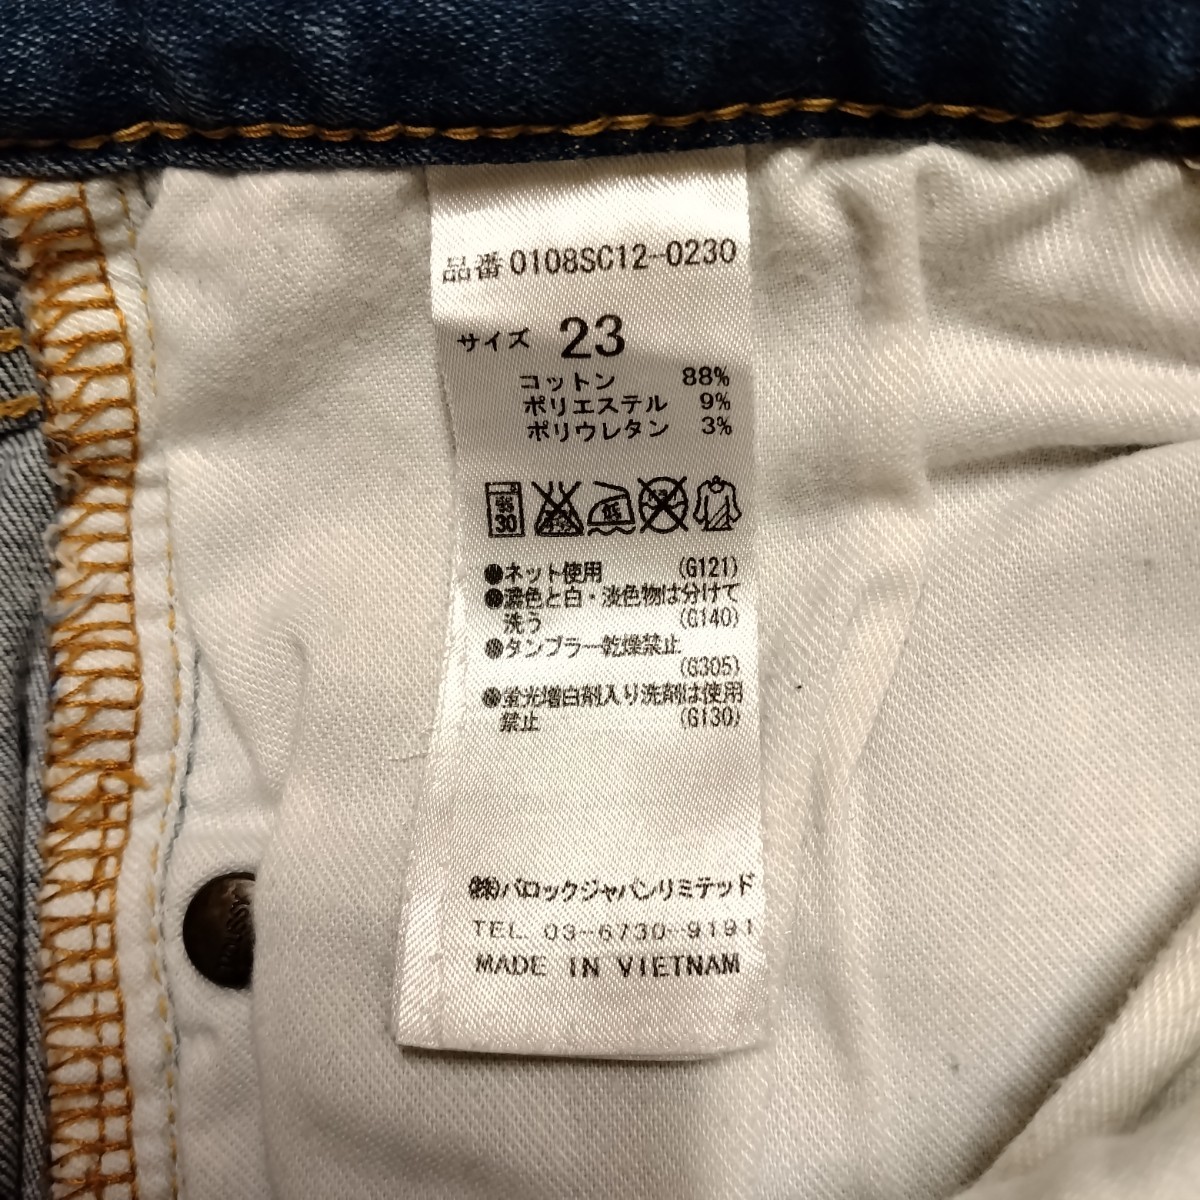 品番 0108SC12-0230
サイズ 23
コットン 88%
ポリエステル 9%
ポリウレタン 3%
30
●ネット使用 (G121)
●濃色と白・淡色物は分けて
洗う (G140)
●タンブラー乾燥禁止
(G305)
●蛍光増白剤入り洗剤は使用
禁止 (G130)
㈱バロックジャパンリミテッド
TEL. 03-6730-9191
MADE IN VIETNAM